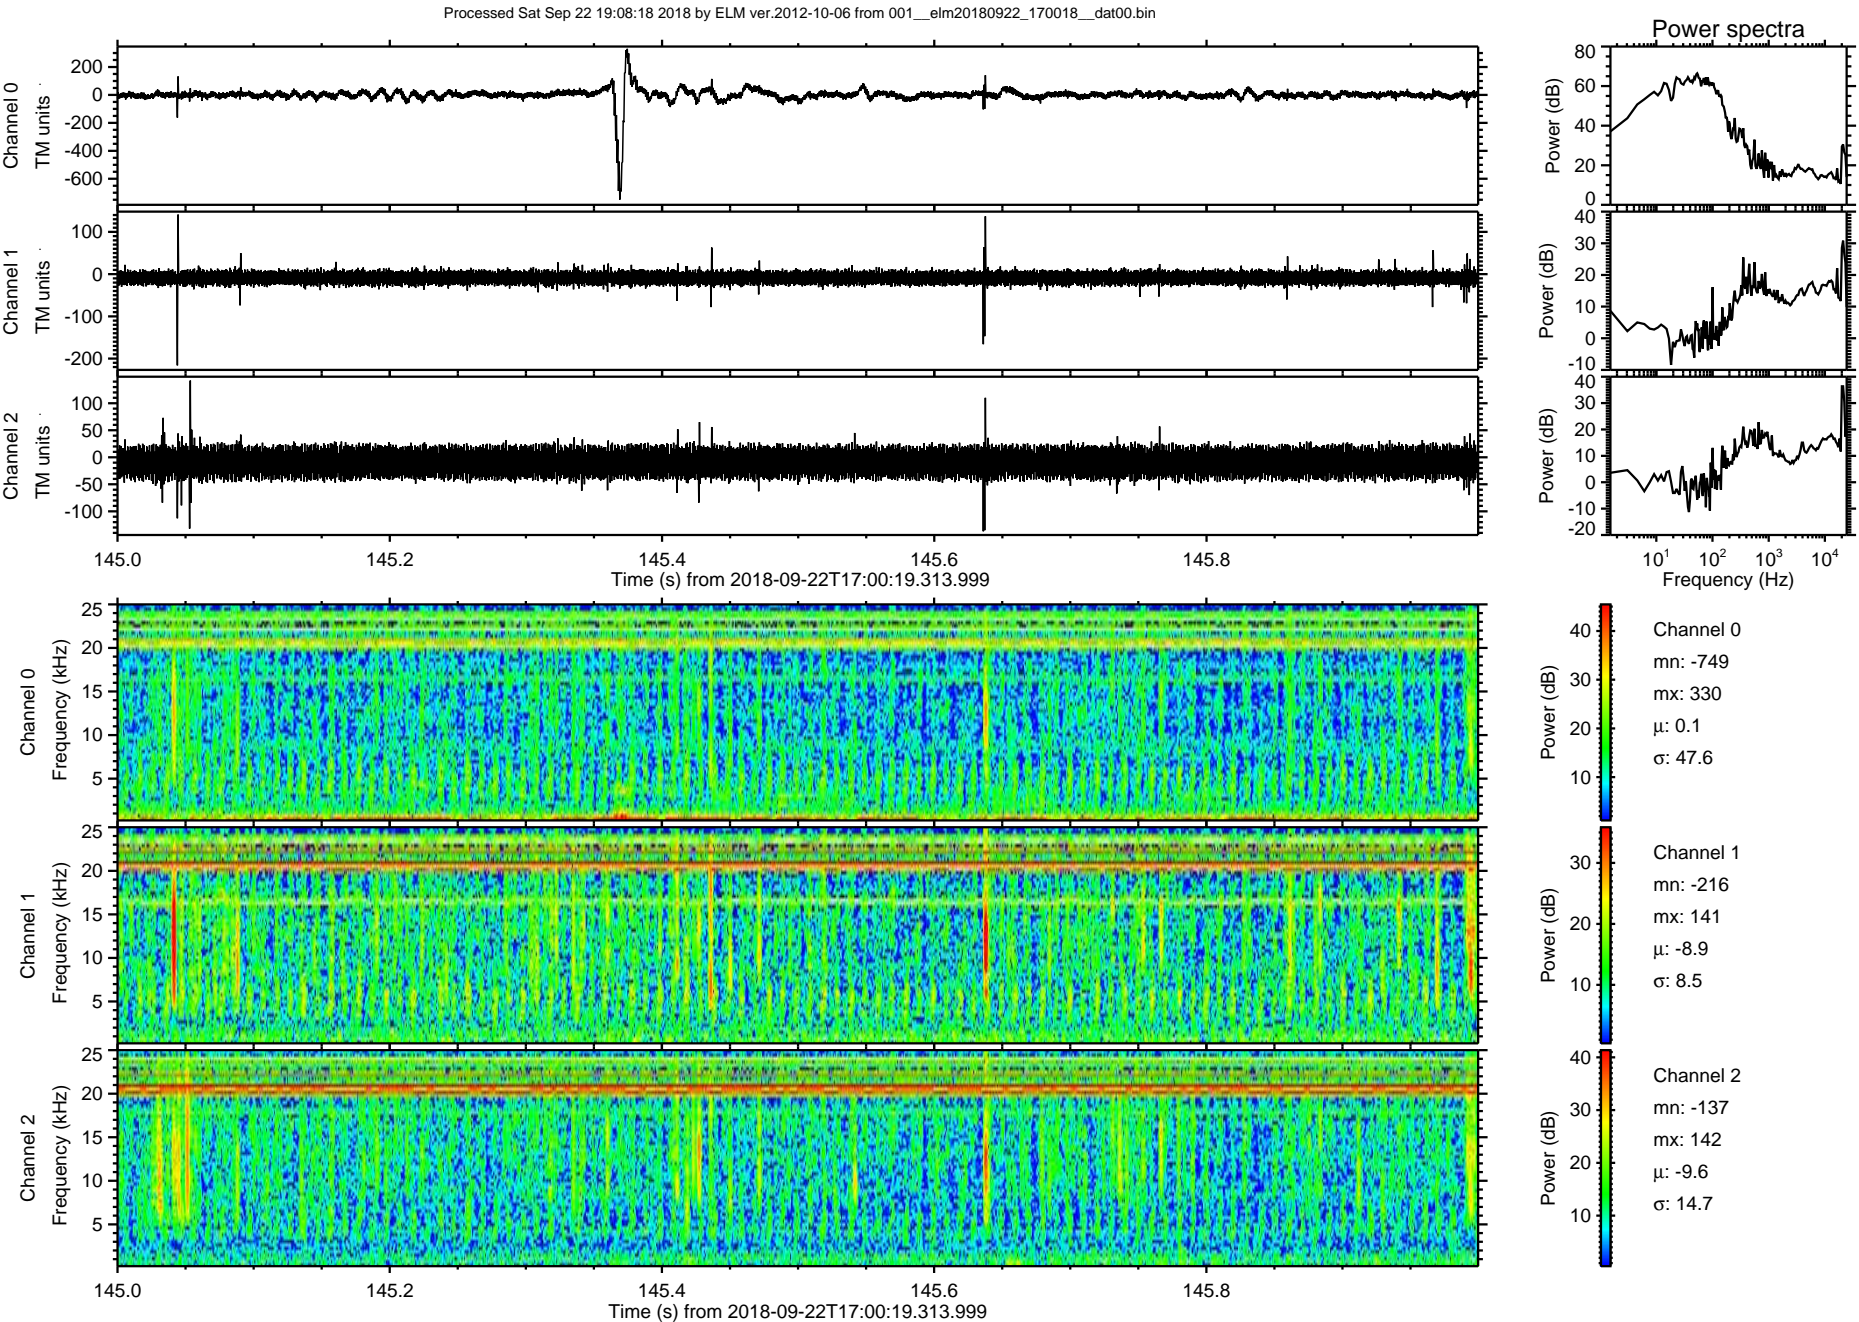 Processed Sat Sep 22 19:08:18 2018 by ELM ver.2012-10-06 from 001__elm20180922_170018__dat00.bin
Power spectra
Channel 0
TM units
200
0
-200
-400
-600
Power (dB)
80
60
40
20
0
Channel 1
TM units
100
0
-100
-200
Power (dB)
40
30
20
10
0
-10
Channel 2
TM units
100
50
0
-50
-100
Power (dB)
40
30
20
10
0
-10
-20
145.0 145.2 145.4 145.6 145.8
Time (s) from 2018-09-22T17:00:19.313.999
10¹ 10² 10³ 10⁴
Frequency (Hz)
Channel 0
Frequency (kHz)
25
20
15
10
5
Power (dB)
40
30
20
10
Channel 0
mn: -749
mx: 330
μ: 0.1
σ: 47.6
Channel 1
Frequency (kHz)
25
20
15
10
5
Power (dB)
30
20
10
Channel 1
mn: -216
mx: 141
μ: -8.9
σ: 8.5
Channel 2
Frequency (kHz)
25
20
15
10
5
Power (dB)
40
30
20
10
Channel 2
mn: -137
mx: 142
μ: -9.6
σ: 14.7
145.0 145.2 145.4 145.6 145.8
Time (s) from 2018-09-22T17:00:19.313.999